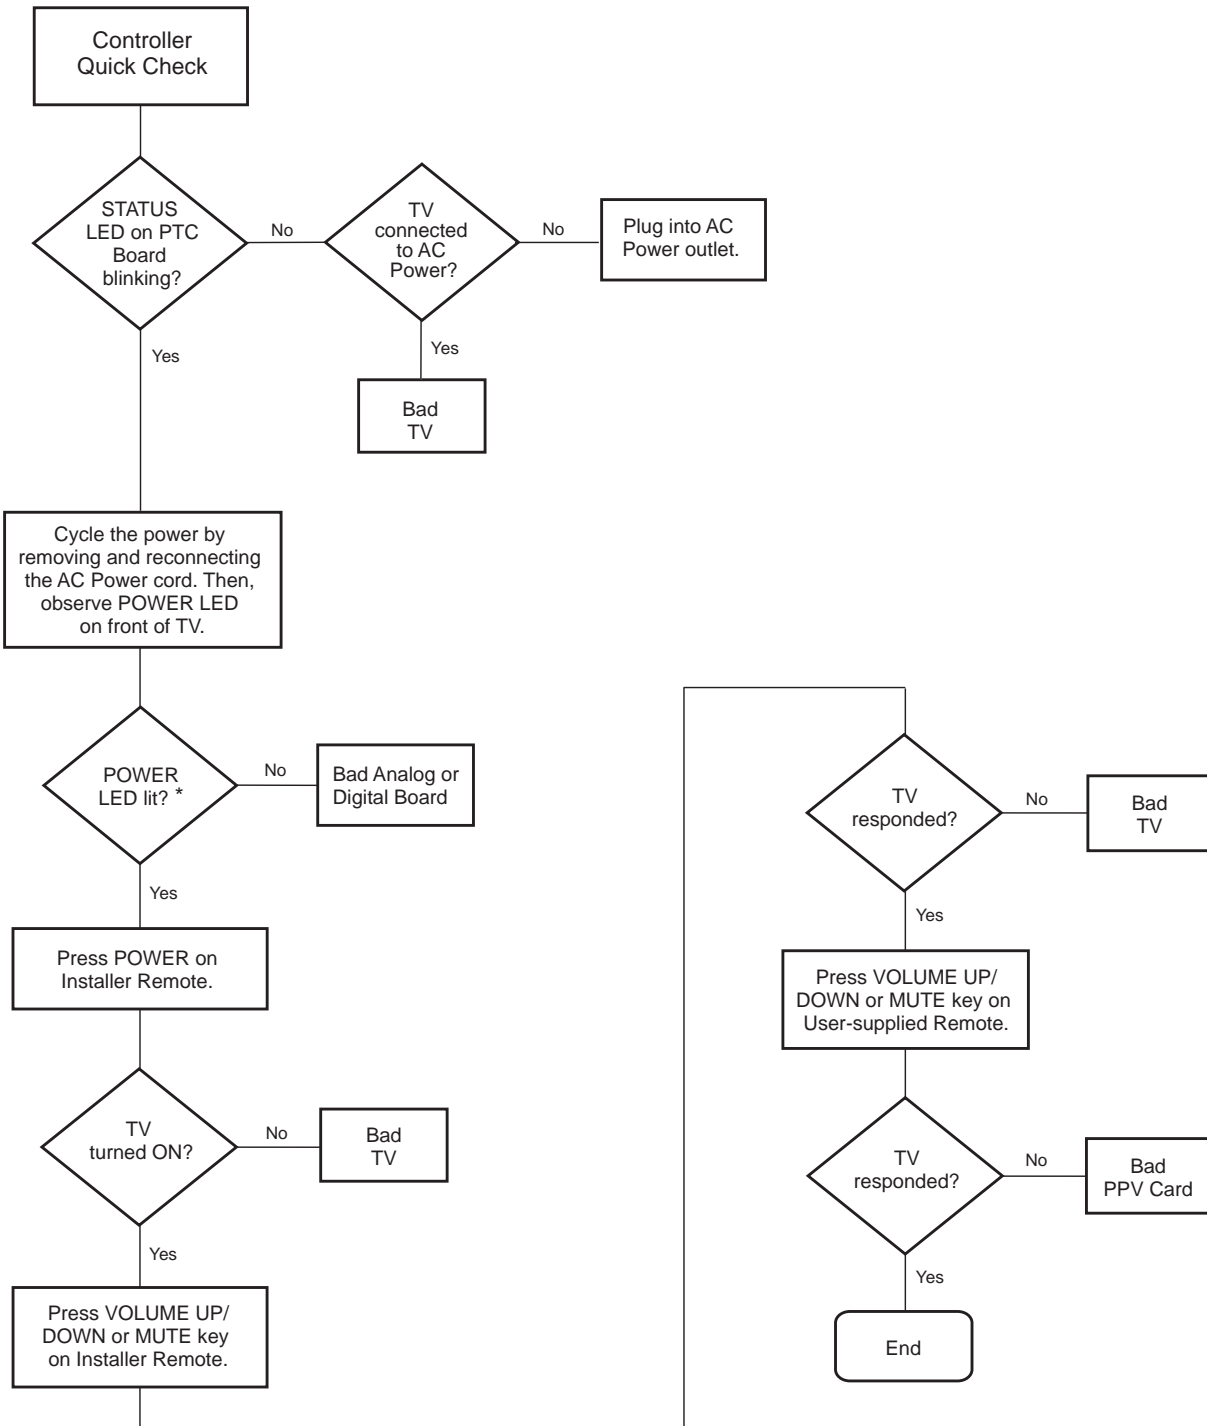 Controller
Quick Check
STATUS
LED on PTC
Board
blinking?
No
TV
connected
to AC
Power?
No
Plug into AC
Power outlet.
Yes
Yes
Bad
TV
Cycle the power by
removing and reconnecting
the AC Power cord. Then,
observe POWER LED
on front of TV.
POWER
LED lit? *
No
Bad Analog or
Digital Board
Yes
Press POWER on
Installer Remote.
TV
turned ON?
No
Bad
TV
Yes
Press VOLUME UP/
DOWN or MUTE key
on Installer Remote.
TV
responded?
No
Bad
TV
Yes
Press VOLUME UP/
DOWN or MUTE key on
User-supplied Remote.
TV
responded?
No
Bad
PPV Card
Yes
End